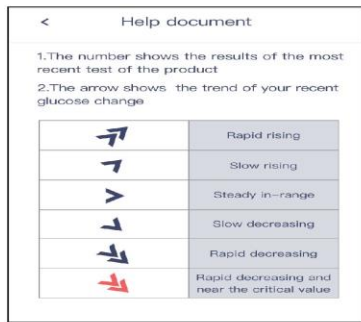 < Help document
1.The number shows the results of the most
recent test of the product
2.The arrow shows the trend of your recent
glucose change
Rapid rising
Slow rising
Steady in-range
Slow decreasing
Rapid decreasing
Rapid decreasing and
near the critical value